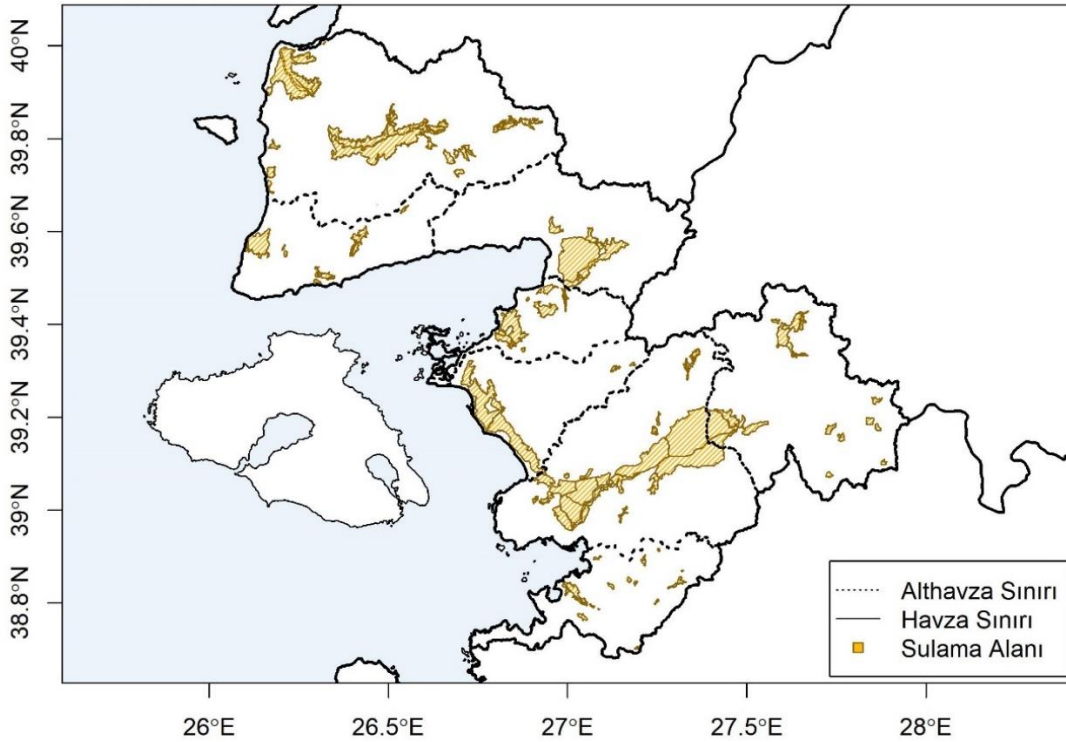 40°N
39.8°N
39.6°N
39.4°N
39.2°N
39°N
38.8°N
Althavza Sınırı
Havza Sınırı
Sulama Alanı
26°E
26.5°E
27°E
27.5°E
28°E